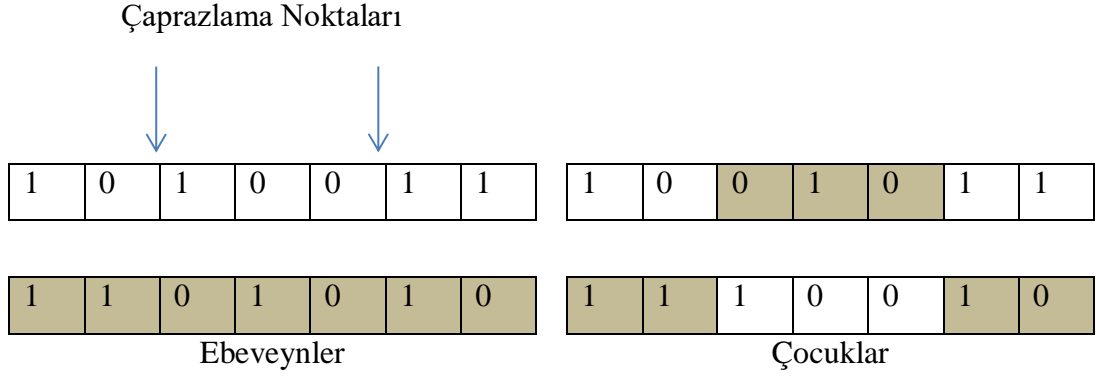 Çaprazlama Noktaları
1 0 1 0 0 1 1 1 0 0 1 0 1 1
1 1 0 1 0 1 0 1 1 1 0 0 1 0
Ebeveynler Çocuklar